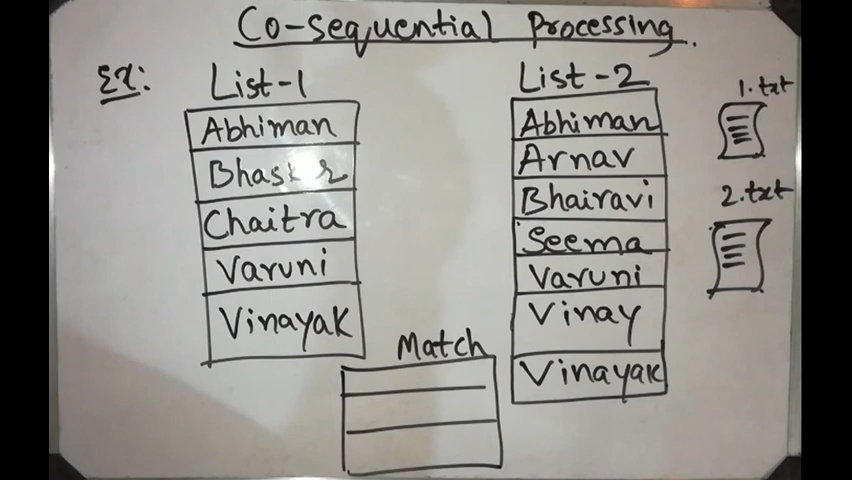 Co-Sequential Processing.
Ex:
List-1
Abhiman
Chaitra
Varuni
Vinayak
List-2
Abhiman
Arnav
Bhairavi
Seema
Varuni
Vinay
Vinayak
Match
1.txt
2.txt